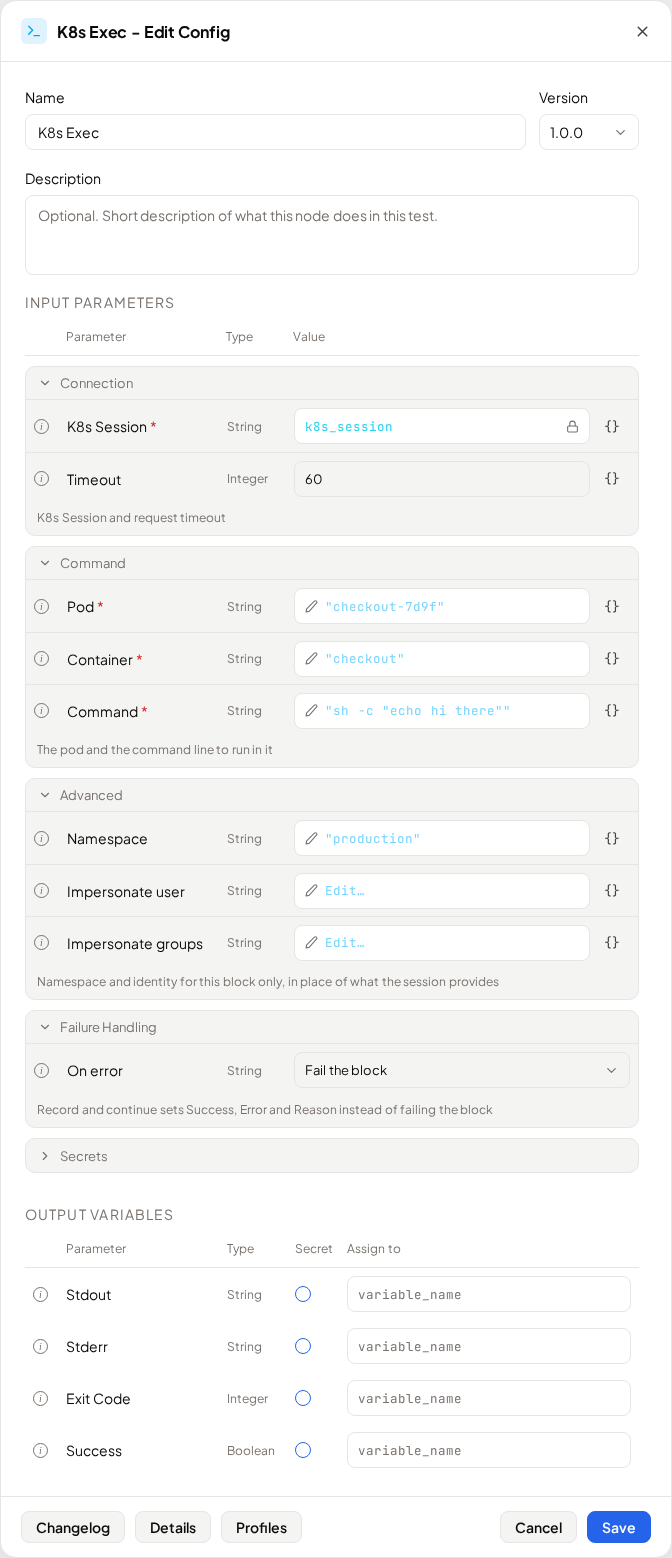 K8s Exec – Edit Config
Name
Version
K8s Exec
1.0.0
Description
Optional. Short description of what this node does in this test.
INPUT PARAMETERS
Parameter Type Value
Connection
K8s Session * String k8s_session {}
Timeout Integer 60 {}
K8s Session and request timeout
Command
Pod * String "checkout-7d9f" {}
Container * String "checkout" {}
Command * String "sh -c "echo hi there"" {}
The pod and the command line to run in it
Advanced
Namespace String "production" {}
Impersonate user String Edit… {}
Impersonate groups String Edit… {}
Namespace and identity for this block only, in place of what the session provides
Failure Handling
On error String Fail the block
Record and continue sets Success, Error and Reason instead of failing the block
Secrets
OUTPUT VARIABLES
Parameter Type Secret Assign to
Stdout String variable_name
Stderr String variable_name
Exit Code Integer variable_name
Success Boolean variable_name
Changelog Details Profiles Cancel Save